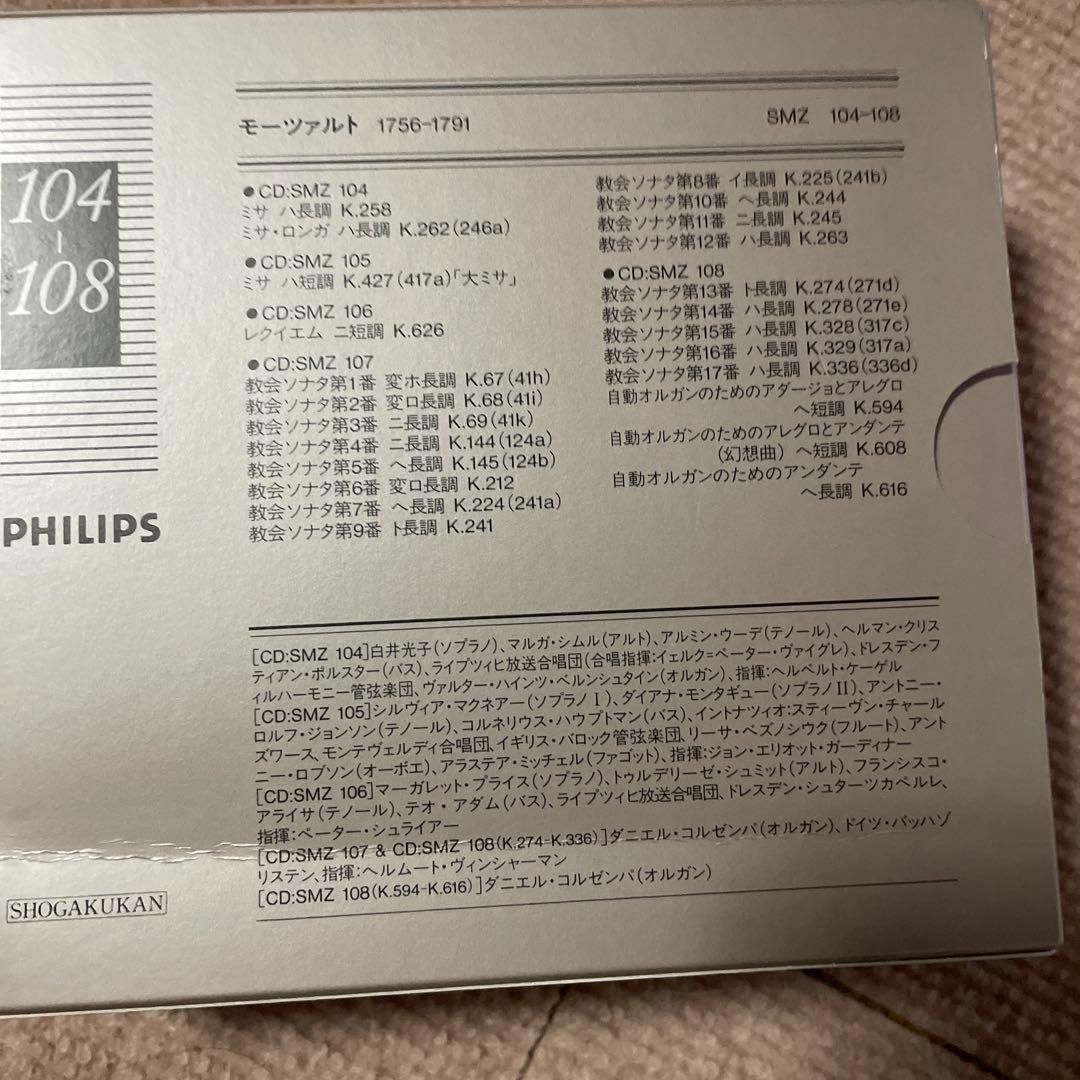 104
–
108
PHILIPS
SHOGAKUKAN
モーツァルト 1756-1791
SMZ 104-108
●CD:SMZ 104
ミサ ハ長調 K.258
ミサ・ロンガ ハ長調 K.262(246a)
●CD:SMZ 105
ミサ ハ短調 K.427(417a)「大ミサ」
●CD:SMZ 106
レクイエム ニ短調 K.626
●CD:SMZ 107
教会ソナタ第1番 変ホ長調 K.67(41h)
教会ソナタ第2番 変ロ長調 K.68(41i)
教会ソナタ第3番 ニ長調 K.69(41k)
教会ソナタ第4番 ニ長調 K.144(124a)
教会ソナタ第5番 ヘ長調 K.145(124b)
教会ソナタ第6番 変ロ長調 K.212
教会ソナタ第7番 ヘ長調 K.224(241a)
教会ソナタ第9番 ト長調 K.241
教会ソナタ第8番 イ長調 K.225(241b)
教会ソナタ第10番 ヘ長調 K.244
教会ソナタ第11番 ニ長調 K.245
教会ソナタ第12番 ハ長調 K.263
●CD:SMZ 108
教会ソナタ第13番 ト長調 K.274(271d)
教会ソナタ第14番 ハ長調 K.278(271e)
教会ソナタ第15番 ハ長調 K.328(317c)
教会ソナタ第16番 ハ長調 K.329(317a)
教会ソナタ第17番 ハ長調 K.336(336d)
自動オルガンのためのアダージョとアレグロ
ヘ短調 K.594
自動オルガンのためのアレグロとアンダンテ
(幻想曲) ヘ短調 K.608
自動オルガンのためのアンダンテ
ヘ長調 K.616
[CD:SMZ 104]白井光子(ソプラノ)、マルガ・シムル(アルト)、アルミン・ウーデ(テノール)、ヘルマン・クリス
ティアン・ポルスター(バス)、ライプツィヒ放送合唱団(合唱指揮:イェルク=ペーター・ヴァイグレ)、ドレスデン・フ
ィルハーモニー管弦楽団、ヴァルター・ハインツ・ベルンシュタイン(オルガン)、指揮:ヘルベルト・ケーゲル
[CD:SMZ 105]シルヴィア・マクネアー(ソプラノI)、ダイアナ・モンタギュー(ソプラノII)、アントニー・
ロルフ・ジョンソン(テノール)、コルネリウス・ハウプトマン(バス)、イントナツィオ:スティーヴン・チャール
ズワース、モンテヴェルディ合唱団、イギリス・バロック管弦楽団、リーサ・ベズノシウク(フルート)、アント
ニー・ロブソン(オーボエ)、アラステア・ミッチェル(ファゴット)、指揮:ジョン・エリオット・ガーディナー
[CD:SMZ 106]マーガレット・プライス(ソプラノ)、トゥルデリーゼ・シュミット(アルト)、フランシスコ・
アライサ(テノール)、テオ・アダム(バス)、ライプツィヒ放送合唱団、ドレスデン・シュターツカペルレ、
指揮:ペーター・シュライアー
[CD:SMZ 107 & CD:SMZ 108(K.274-K.336)]ダニエル・コルゼンパ(オルガン)、ドイツ・バッハゾ
リステン、指揮:ヘルムート・ヴィンシャーマン
[CD:SMZ 108(K.594-K.616)]ダニエル・コルゼンパ(オルガン)